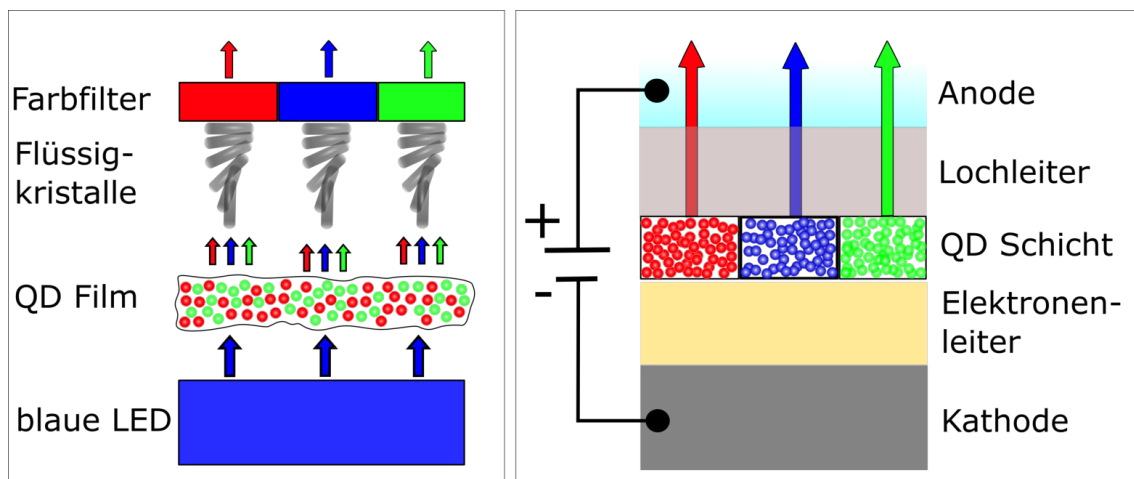 Farbfilter
Flüssig-
kristalle
QD Film
blaue LED
+
-
Anode
Lochleiter
QD Schicht
Elektronen-
leiter
Kathode